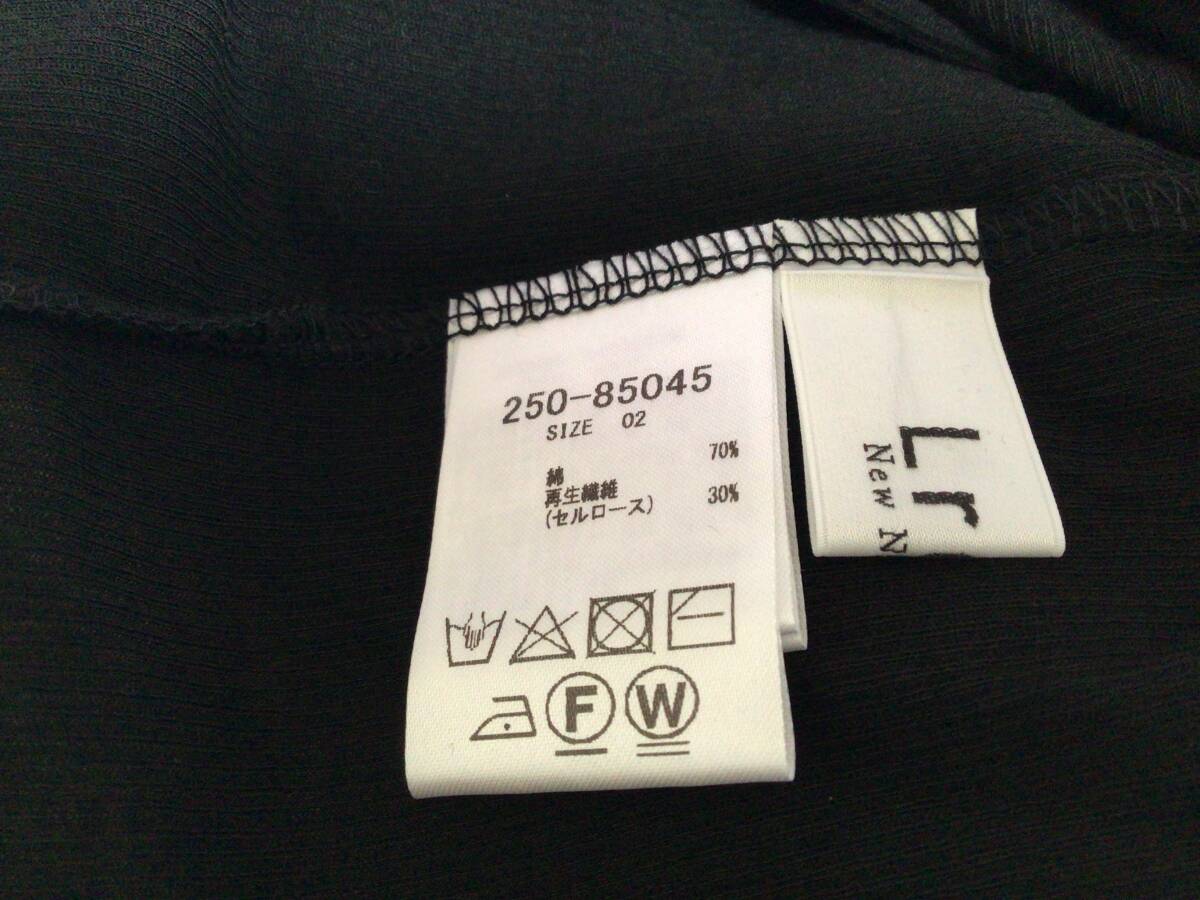 250-85045
SIZE 02
綿 70%
再生繊維 30%
(セルロース)
F W
Lr
New N